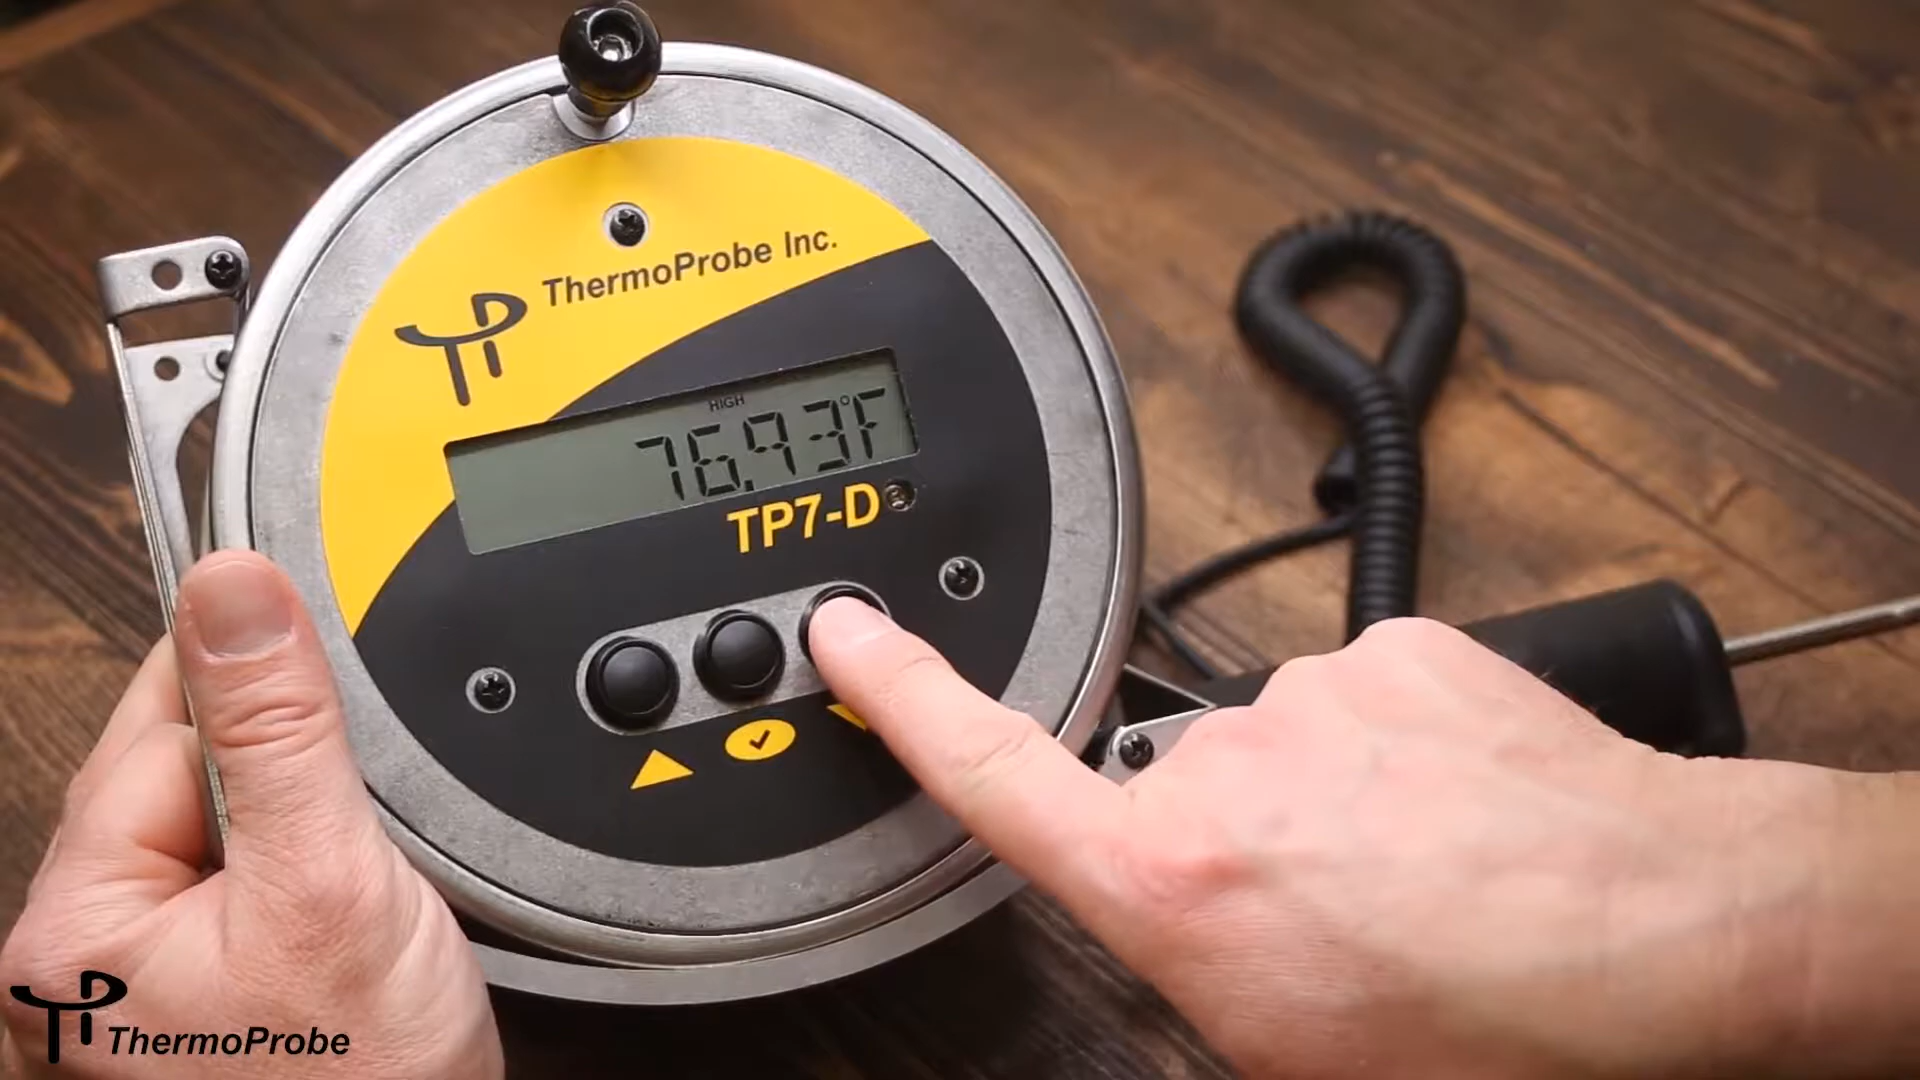 ThermoProbe Inc.
HIGH
76.93°F
TP7-D
ThermoProbe